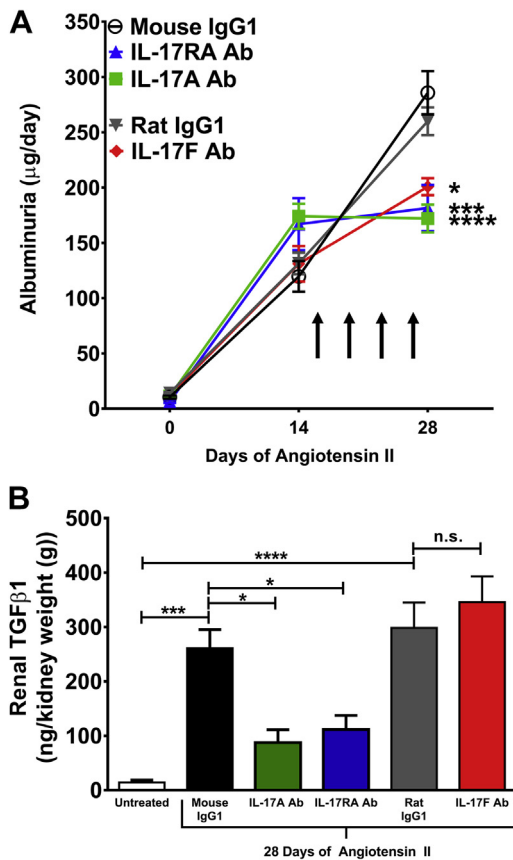 A
Mouse IgG1
IL-17RA Ab
IL-17A Ab
Rat IgG1
IL-17F Ab
Albuminuria (μg/day)
350
300
250
200
150
100
50
0
*
***
****
0 14 28
Days of Angiotensin II
B
Renal TGFβ1
(ng/kidney weight (g))
500
400
300
200
100
0
n.s.
****
*
*
***
Untreated Mouse IgG1 IL-17A Ab IL-17RA Ab Rat IgG1 IL-17F Ab
28 Days of Angiotensin II